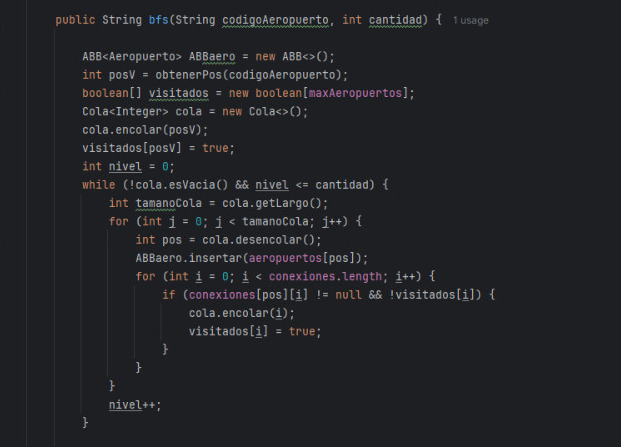 public String bfs(String codigoAeropuerto, int cantidad) { 1 usage
ABB<Aeropuerto> ABBaero = new ABB<>();
int posV = obtenerPos(codigoAeropuerto);
boolean[] visitados = new boolean[maxAeropuertos];
Cola<Integer> cola = new Cola<>();
cola.encolar(posV);
visitados[posV] = true;
int nivel = 0;
while (!cola.esVacia() && nivel <= cantidad) {
int tamanoCola = cola.getLargo();
for (int j = 0; j < tamanoCola; j++) {
int pos = cola.desencolar();
ABBaero.insertar(aeropuertos[pos]);
for (int i = 0; i < conexiones.length; i++) {
if (conexiones[pos][i] != null && !visitados[i]) {
cola.encolar(i);
visitados[i] = true;
}
}
}
nivel++;
}